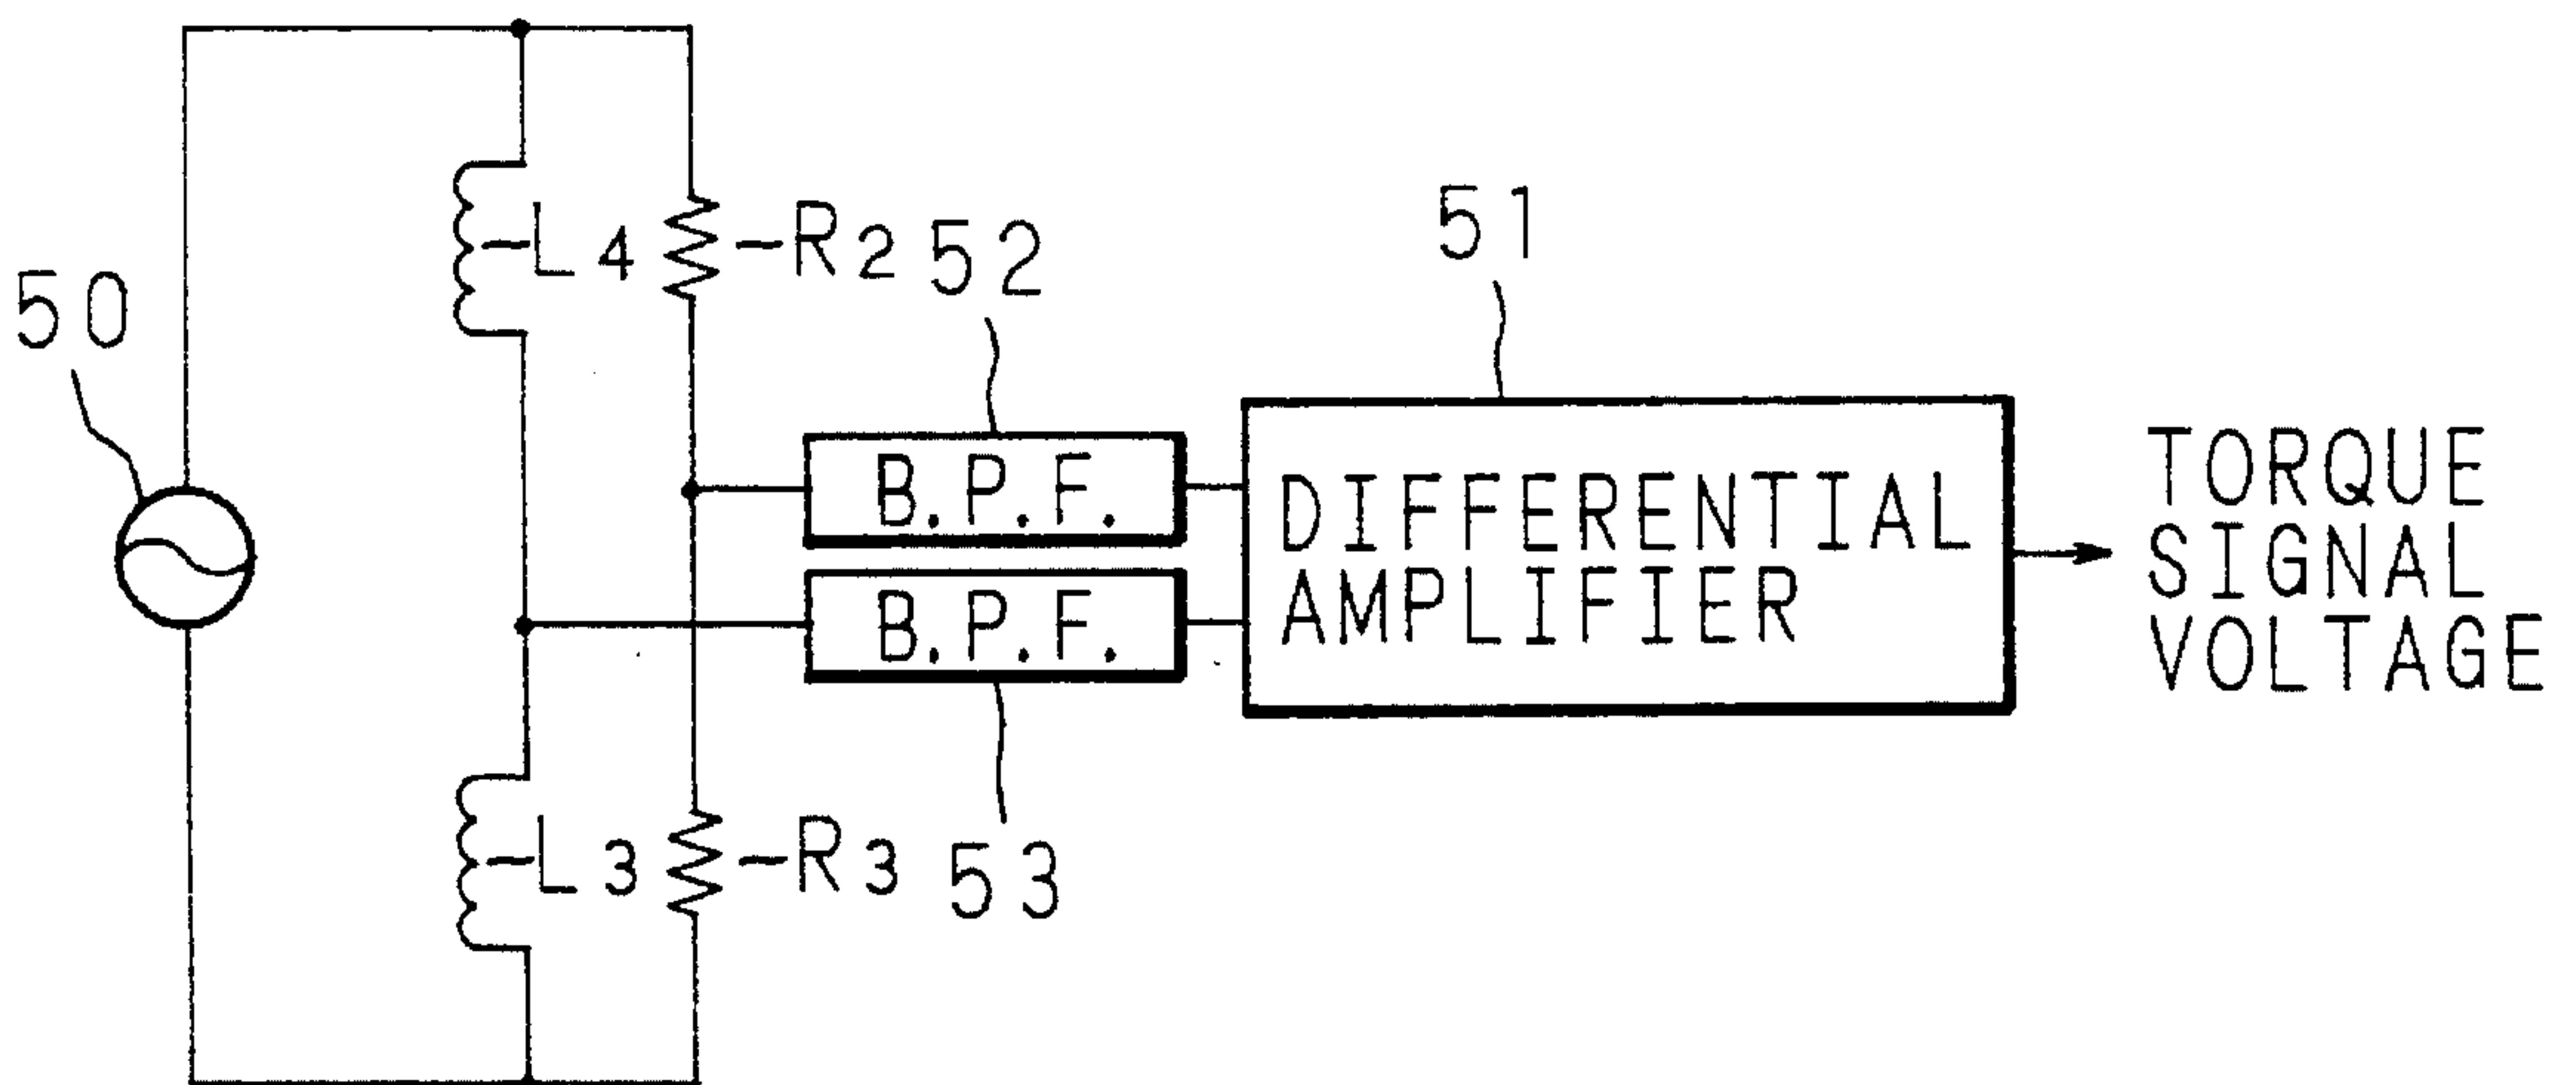 50
L4
R2
52
51
B.P.F.
B.P.F.
DIFFERENTIAL
AMPLIFIER
TORQUE
SIGNAL
VOLTAGE
L3
R3
53